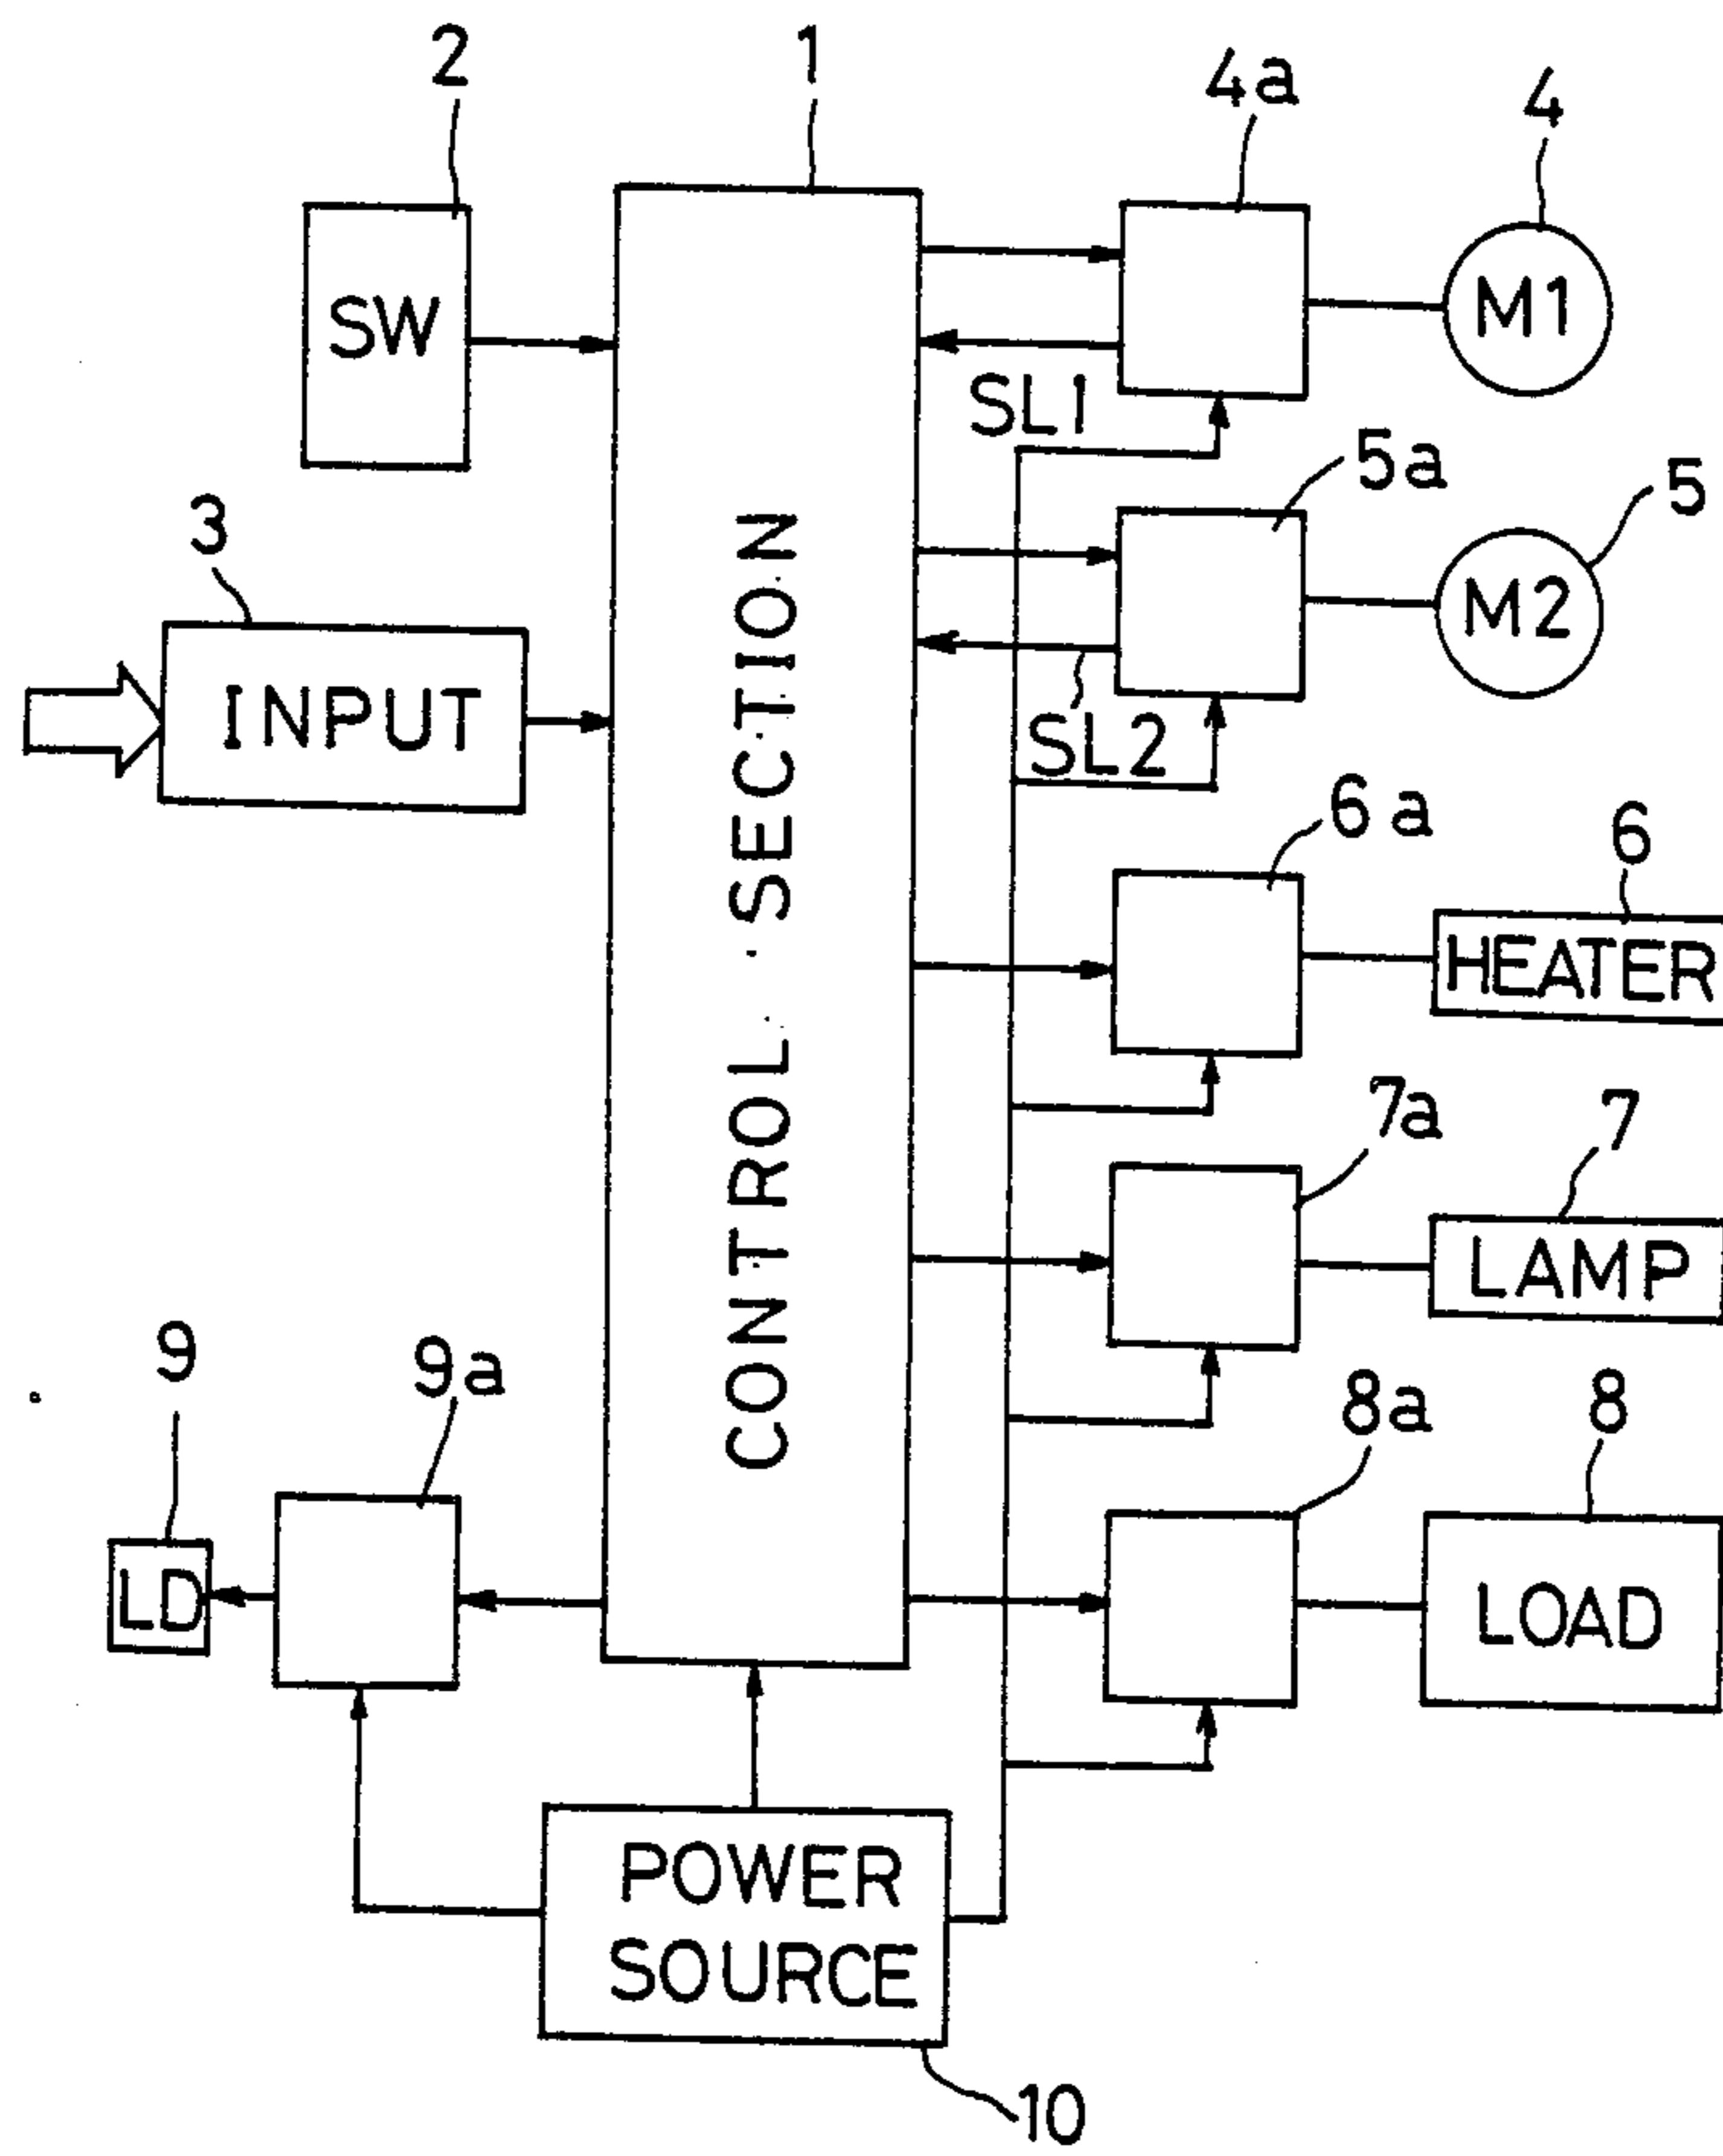 2
1
4a
4
SW
M1
SL1
5a
5
3
INPUT
M2
SL2
CONTROL SECTION
6a
6
HEATER
7a
7
LAMP
9
9a
8a
8
LD
LOAD
POWER
SOURCE
10